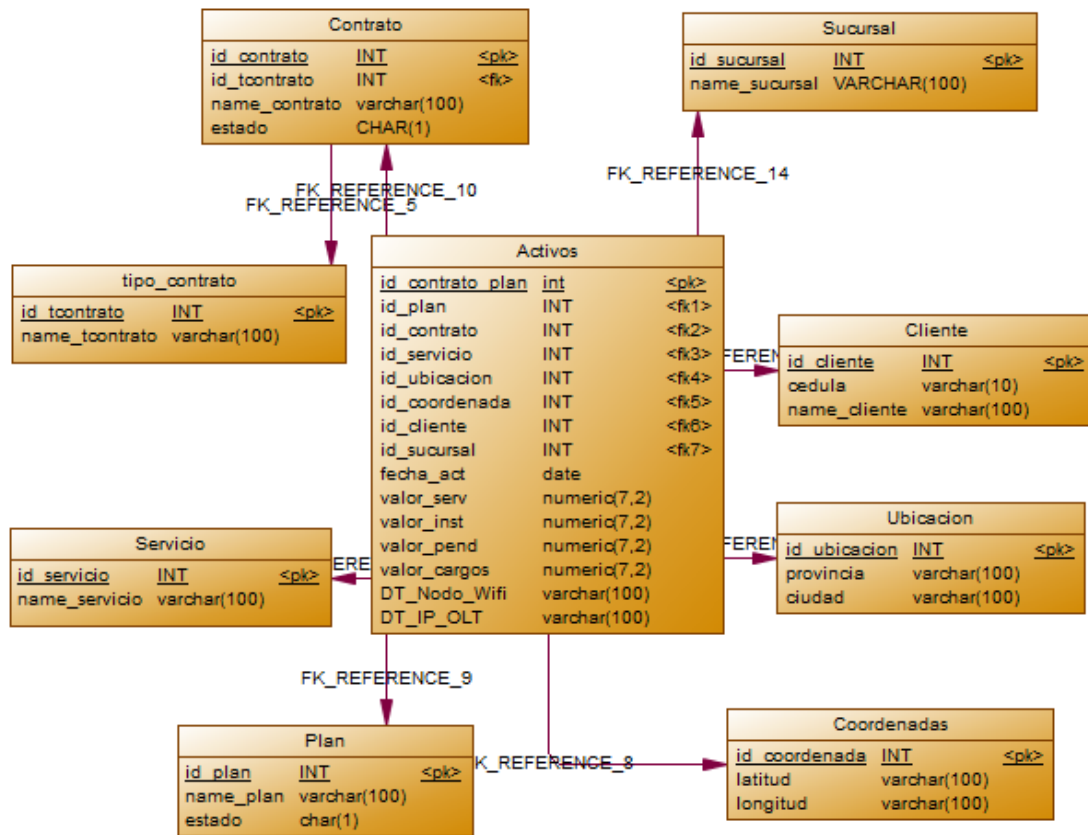 Contrato
id_contrato INT <pk>
id_tcontrato INT <fk>
name_contrato varchar(100)
estado CHAR(1)
Sucursal
id_sucursal INT <pk>
name_sucursal VARCHAR(100)
FK_REFERENCE_10
FK_REFERENCE_5
FK_REFERENCE_14
tipo_contrato
id_tcontrato INT <pk>
name_tcontrato varchar(100)
Activos
id_contrato_plan int <pk>
id_plan INT <fk1>
id_contrato INT <fk2>
id_servicio INT <fk3>
id_ubicacion INT <fk4>
id_coordenada INT <fk5>
id_cliente INT <fk6>
id_sucursal INT <fk7>
fecha_act date
valor_serv numeric(7,2)
valor_inst numeric(7,2)
valor_pend numeric(7,2)
valor_cargos numeric(7,2)
DT_Nodo_Wifi varchar(100)
DT_IP_OLT varchar(100)
Cliente
id_cliente INT <pk>
cedula varchar(10)
name_cliente varchar(100)
Servicio
id_servicio INT <pk>
name_servicio varchar(100)
Ubicacion
id_ubicacion INT <pk>
provincia varchar(100)
ciudad varchar(100)
FK_REFERENCE_9
Plan
id_plan INT <pk>
name_plan varchar(100)
estado char(1)
K_REFERENCE_8
Coordenadas
id_coordenada INT <pk>
latitud varchar(100)
longitud varchar(100)